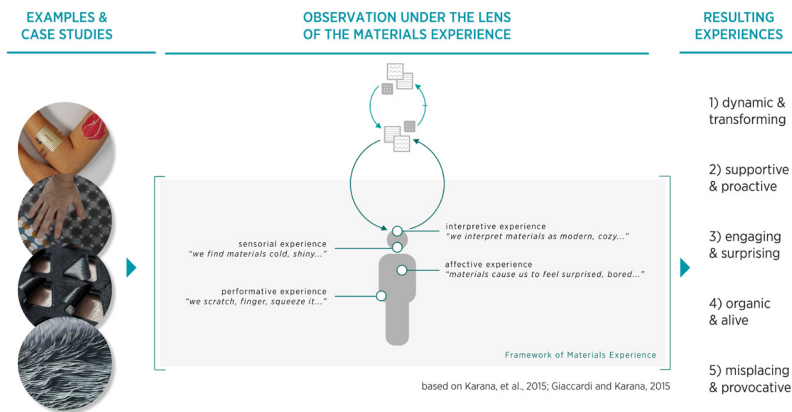 EXAMPLES &
CASE STUDIES
OBSERVATION UNDER THE LENS
OF THE MATERIALS EXPERIENCE
RESULTING
EXPERIENCES
sensorial experience
"we find materials cold, shiny..."
performative experience
"we scratch, finger, squeeze it..."
interpretive experience
"we interpret materials as modern, cozy..."
affective experience
"materials cause us to feel surprised, bored..."
Framework of Materials Experience
based on Karana, et al., 2015; Giaccardi and Karana, 2015
1) dynamic &
transforming
2) supportive
& proactive
3) engaging
& surprising
4) organic
& alive
5) misplacing
& provocative